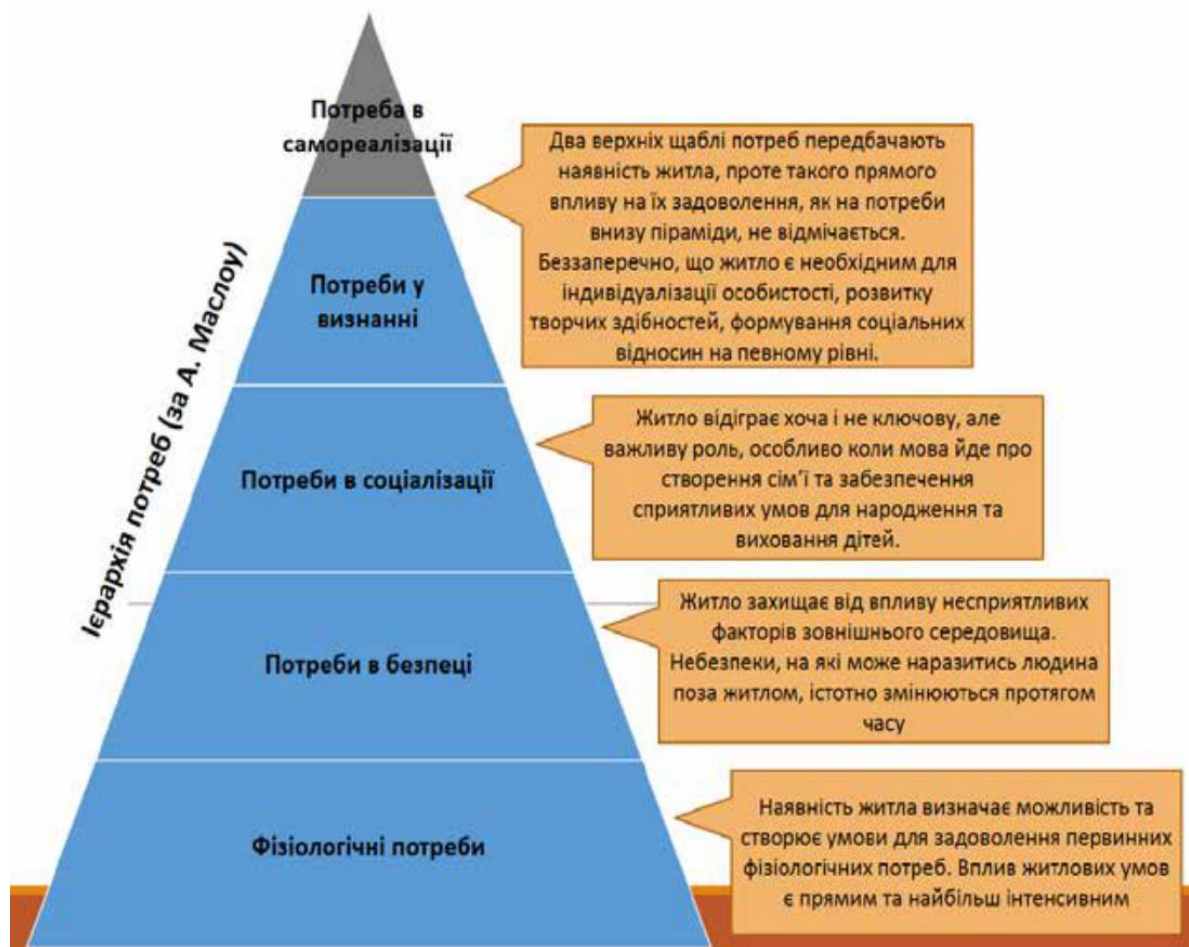 Ієрархія потреб (за А. Маслоу)
Потреба в
самореалізації
Два верхніх щаблі потреб передбачають
наявність житла, проте такого прямого
впливу на їх задоволення, як на потреби
внизу піраміди, не відмічається.
Беззаперечно, що житло є необхідним для
індивідуалізації особистості, розвитку
творчих здібностей, формування соціальних
відносин на певному рівні.
Потреби у
визнанні
Потреби в соціалізації
Житло відіграє хоча і не ключову, але
важливу роль, особливо коли мова йде про
створення сім’ї та забезпечення
сприятливих умов для народження та
виховання дітей.
Потреби в безпеці
Житло захищає від впливу несприятливих
факторів зовнішнього середовища.
Небезпеки, на які може наразитись людина
поза житлом, істотно змінюються протягом
часу
Фізіологічні потреби
Наявність житла визначає можливість та
створює умови для задоволення первинних
фізіологічних потреб. Вплив житлових умов
є прямим та найбільш інтенсивним